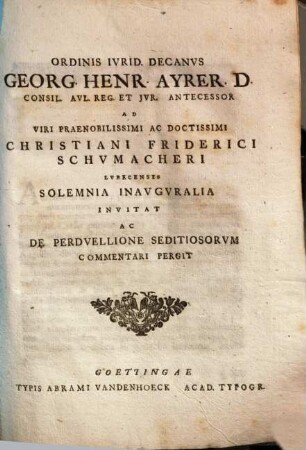 ORDINIS IVRID. DECANVS
GEORG. HENR. AYRER. D.
CONSIL. AVL. REG. ET JVR. ANTECESSOR
AD
VIRI PRAENOBILISSIMI AC DOCTISSIMI
CHRISTIANI FRIDERICI
SCHVMACHERI
LVBECENSIS
SOLEMNIA INAVGVRALIA
INVITAT
AC
DE PERDVELLIONE SEDITIOSORVM
COMMENTARI PERGIT
GOETTINGAE
TYPIS ABRAMI VANDENHOECK ACAD. TYPOGR.